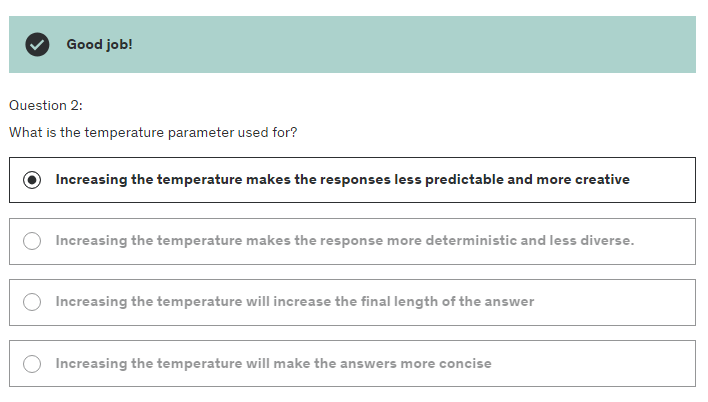 Good job!
Question 2:
What is the temperature parameter used for?
Increasing the temperature makes the responses less predictable and more creative
Increasing the temperature makes the response more deterministic and less diverse.
Increasing the temperature will increase the final length of the answer
Increasing the temperature will make the answers more concise